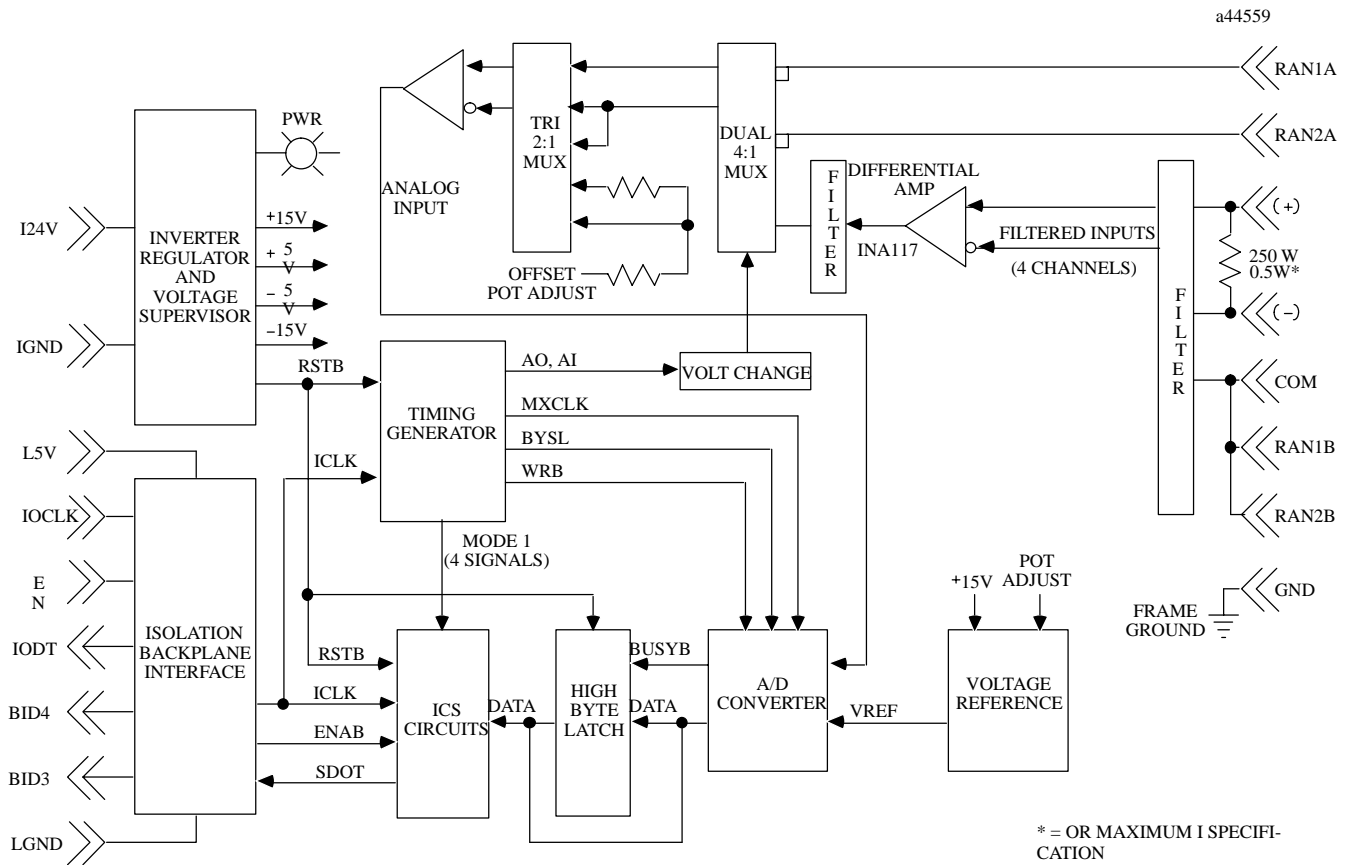 a44559
RAN1A
RAN2A
PWR
TRI
2:1
MUX
DUAL
4:1
MUX
FILTER
DIFFERENTIAL
AMP
ANALOG
INPUT
(+)
I24V
+15V
INVERTER
REGULATOR
AND
VOLTAGE
SUPERVISOR
+ 5
V
− 5
V
−15V
INA117
FILTERED INPUTS
(4 CHANNELS)
250 W
0.5W*
OFFSET
POT ADJUST
FILTER
(−)
IGND
RSTB
AO, AI
VOLT CHANGE
COM
TIMING
GENERATOR
MXCLK
BYSL
WRB
L5V
ICLK
RAN1B
IOCLK
RAN2B
MODE 1
(4 SIGNALS)
E
N
+15V
POT
ADJUST
GND
FRAME
GROUND
ISOLATION
BACKPLANE
INTERFACE
IODT
RSTB
BUSYB
ICLK
ICS
CIRCUITS
DATA
HIGH
BYTE
LATCH
DATA
A/D
CONVERTER
VREF
VOLTAGE
REFERENCE
BID4
ENAB
SDOT
BID3
LGND
* = OR MAXIMUM I SPECIFI-
CATION